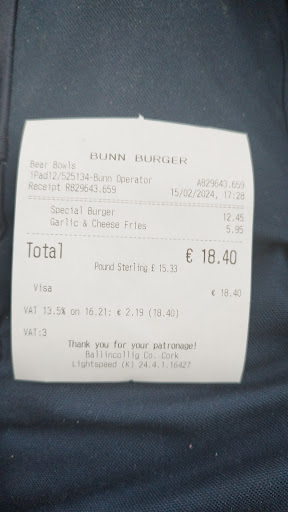 BUNN BURGER
Bear Bowls
iPad12/525134-Bunn Operator A829643.659
Receipt R829643.659 15/02/2024, 17:28
Special Burger 12.45
Garlic & Cheese Fries 5.95
Total € 18.40
Pound Sterling £ 15.33
Visa € 18.40
VAT 13.5% on 16.21: € 2.19 (18.40)
VAT:3
Thank you for your patronage!
Ballincollig Co. Cork
Lightspeed (K) 24.4.1.16427